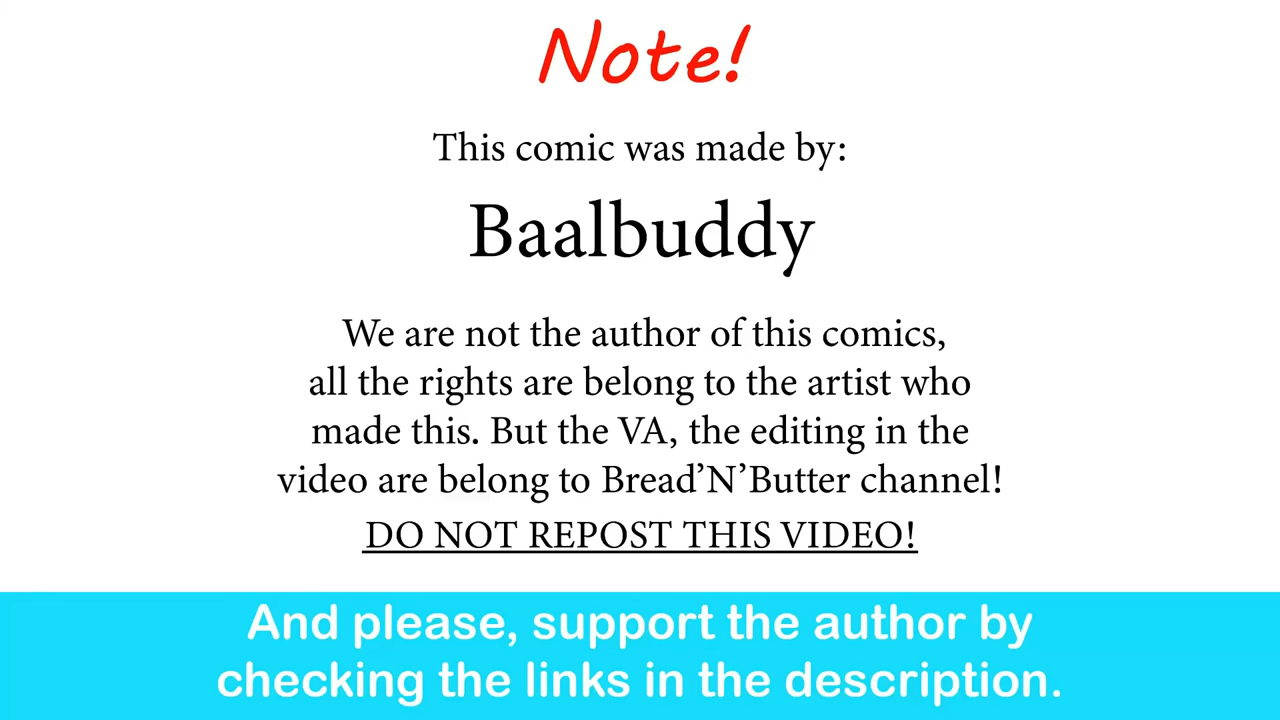 Note!
This comic was made by:
Baalbuddy
We are not the author of this comics,
all the rights are belong to the artist who
made this. But the VA, the editing in the
video are belong to Bread’N’Butter channel!
DO NOT REPOST THIS VIDEO!
And please, support the author by
checking the links in the description.